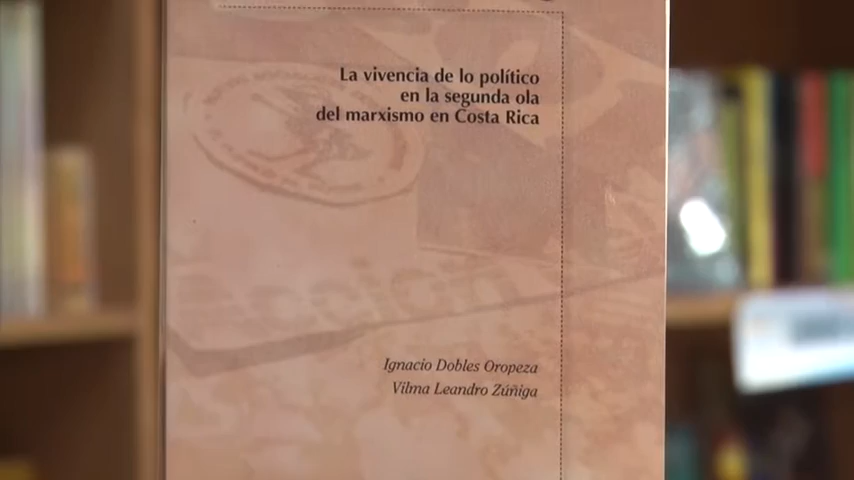 La vivencia de lo político
en la segunda ola
del marxismo en Costa Rica
Ignacio Dobles Oropeza
Vilma Leandro Zúñiga